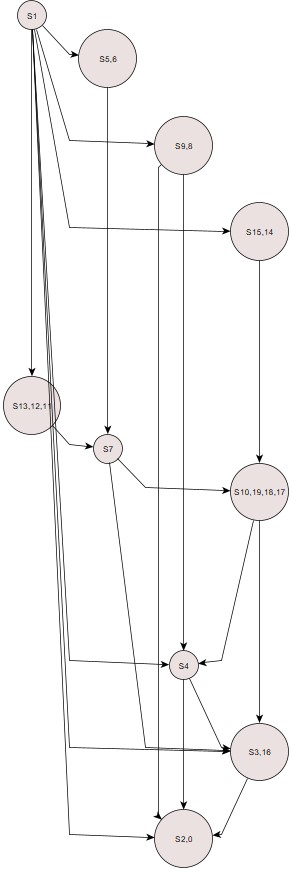 S1
S5,6
S9,8
S15,14
S13,12,11
S7
S10,19,18,17
S4
S3,16
S2,0